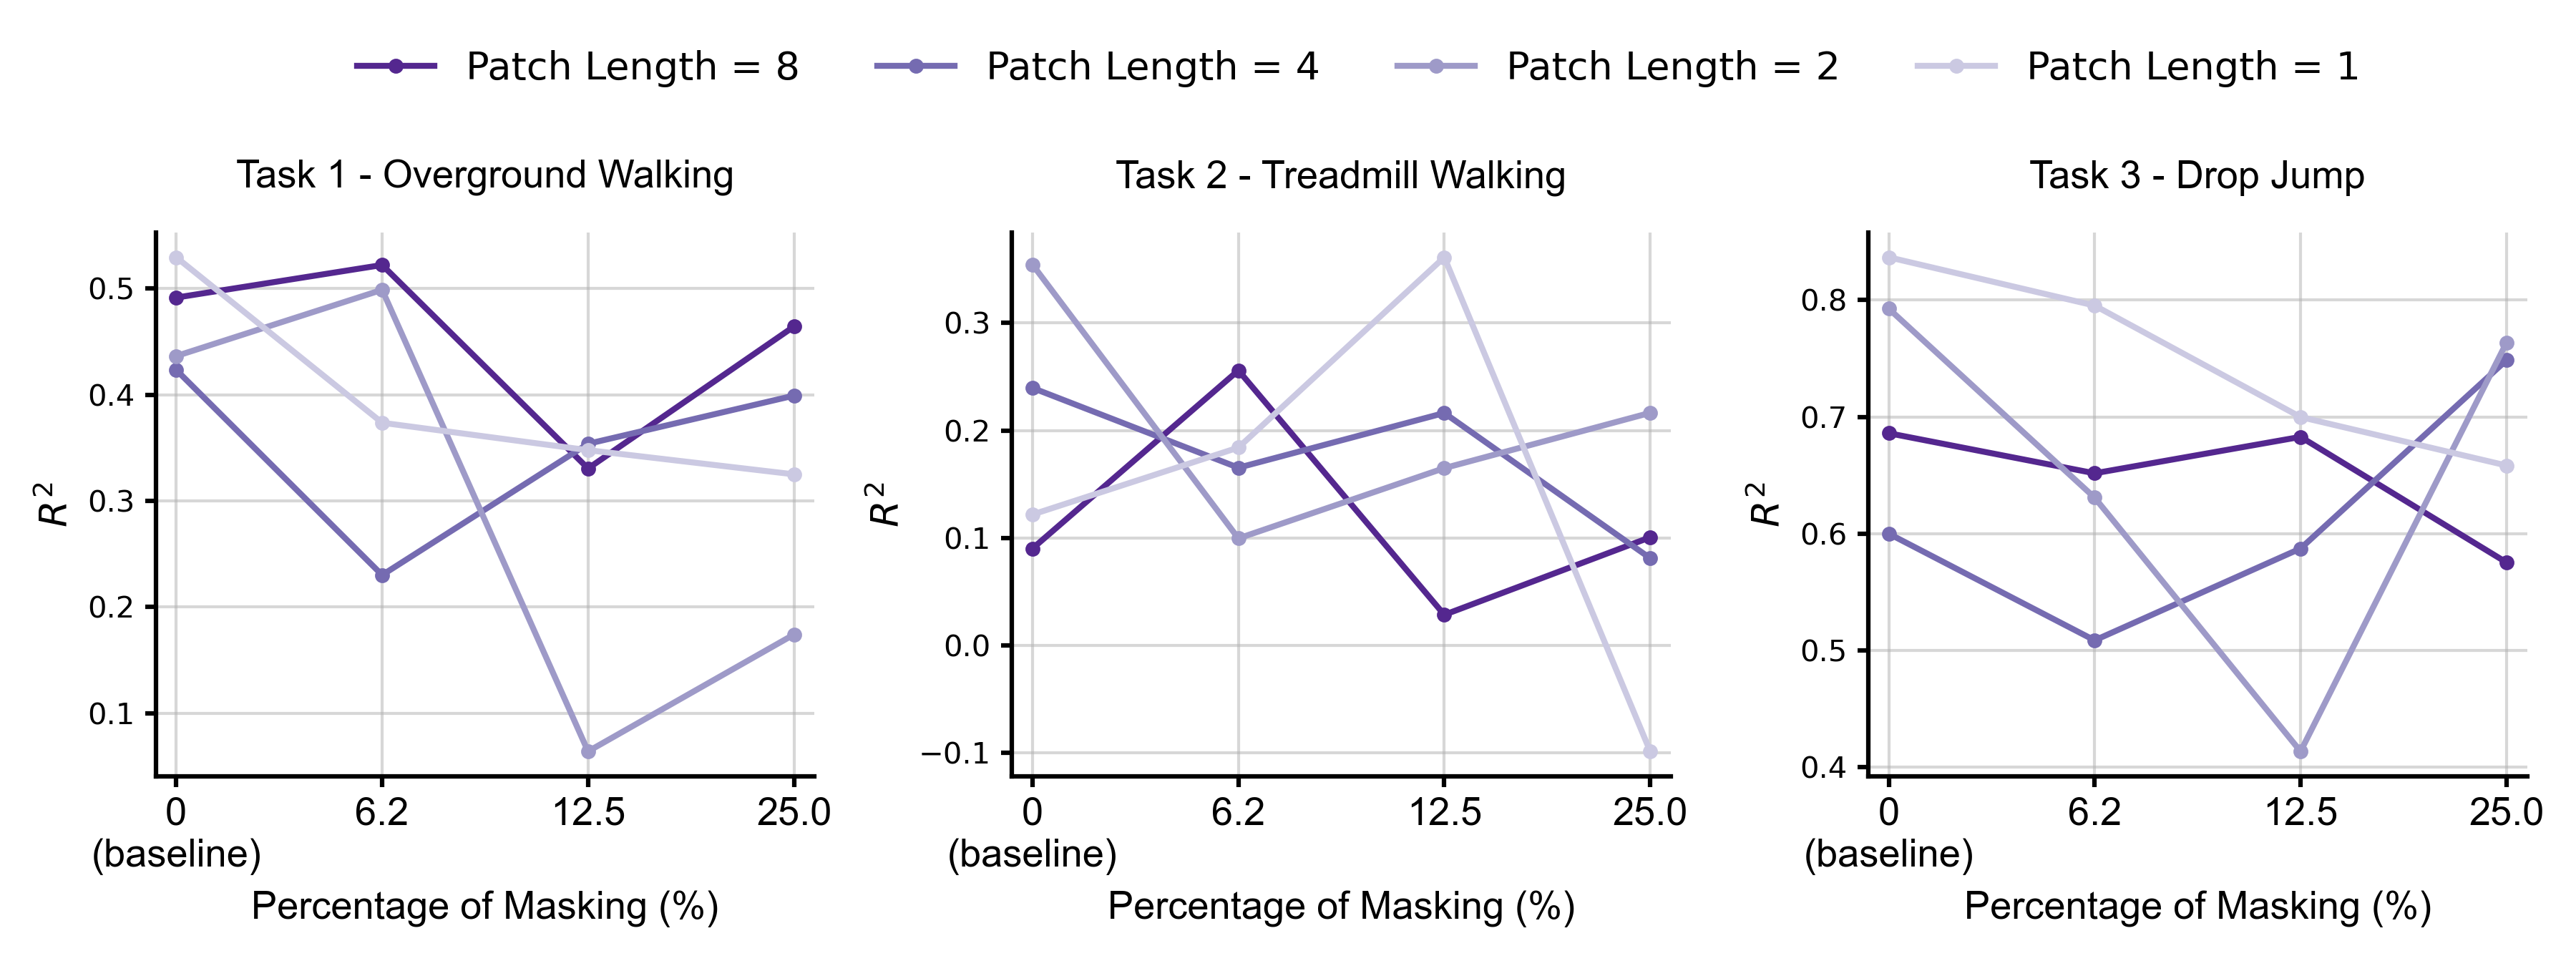 Patch Length = 8 Patch Length = 4 Patch Length = 2 Patch Length = 1
Task 1 - Overground Walking
R²
0.5
0.4
0.3
0.2
0.1
0 6.2 12.5 25.0
(baseline)
Percentage of Masking (%)
Task 2 - Treadmill Walking
R²
0.3
0.2
0.1
0.0
−0.1
0 6.2 12.5 25.0
(baseline)
Percentage of Masking (%)
Task 3 - Drop Jump
R²
0.8
0.7
0.6
0.5
0.4
0 6.2 12.5 25.0
(baseline)
Percentage of Masking (%)